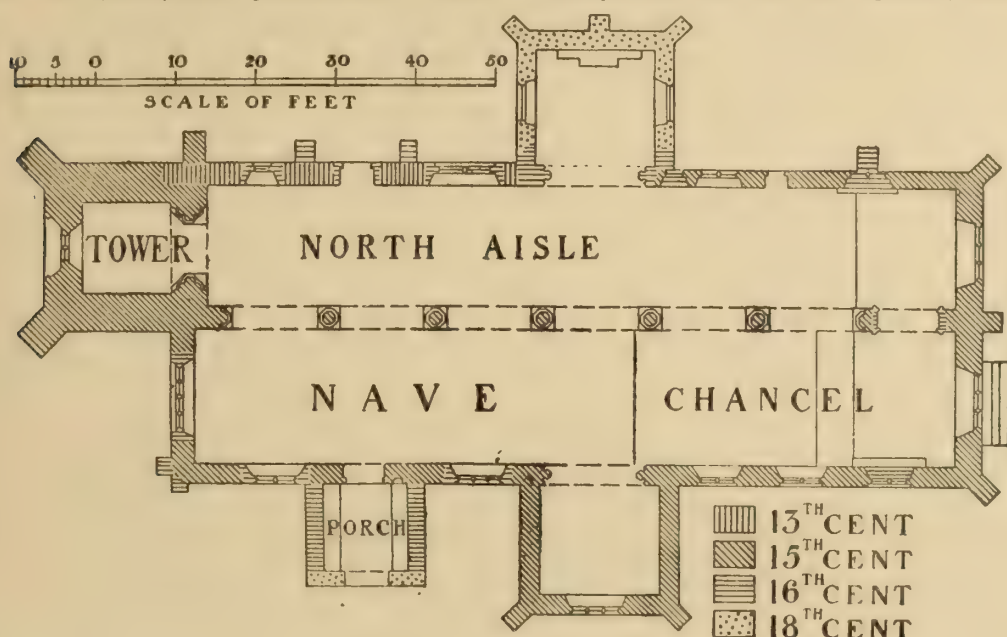 10 5 0 10 20 30 40 50
SCALE OF FEET
TOWER
NORTH AISLE
NAVE
CHANCEL
PORCH
13TH CENT
15TH CENT
16TH CENT
18TH CENT